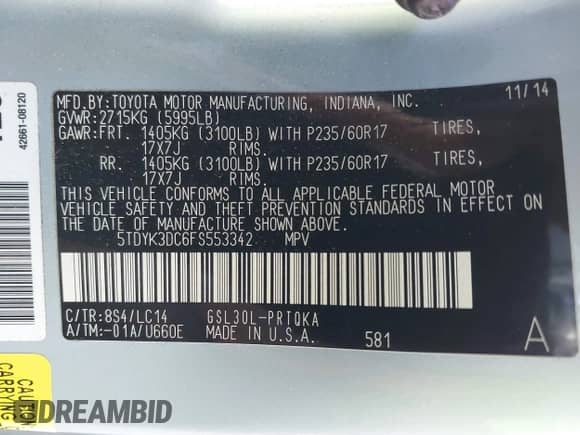 42661-08120
MFD.BY:TOYOTA MOTOR MANUFACTURING, INDIANA, INC. 11/14
GVWR:2715KG (5995LB)
GAWR:FRT. 1405KG (3100LB) WITH P235/60R17 TIRES,
17X7J RIMS.
RR. 1405KG (3100LB) WITH P235/60R17 TIRES,
17X7J RIMS.
THIS VEHICLE CONFORMS TO ALL APPLICABLE FEDERAL MOTOR
VEHICLE SAFETY AND THEFT PREVENTION STANDARDS IN EFFECT ON
THE DATE OF MANUFACTURE SHOWN ABOVE.
5TDYK3DC6FS553342 MPV
C/TR:8S4/LC14 GSL30L-PRTQKA
A/TM:-01A/U660E MADE IN U.S.A. 581 A
CAUTION
CARRYING
DREAMBID